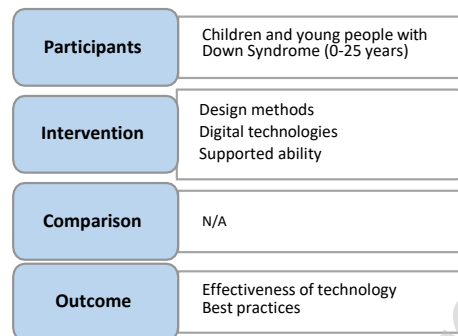 Participants
Children and young people with
Down Syndrome (0-25 years)
Intervention
Design methods
Digital technologies
Supported ability
Comparison
N/A
Outcome
Effectiveness of technology
Best practices